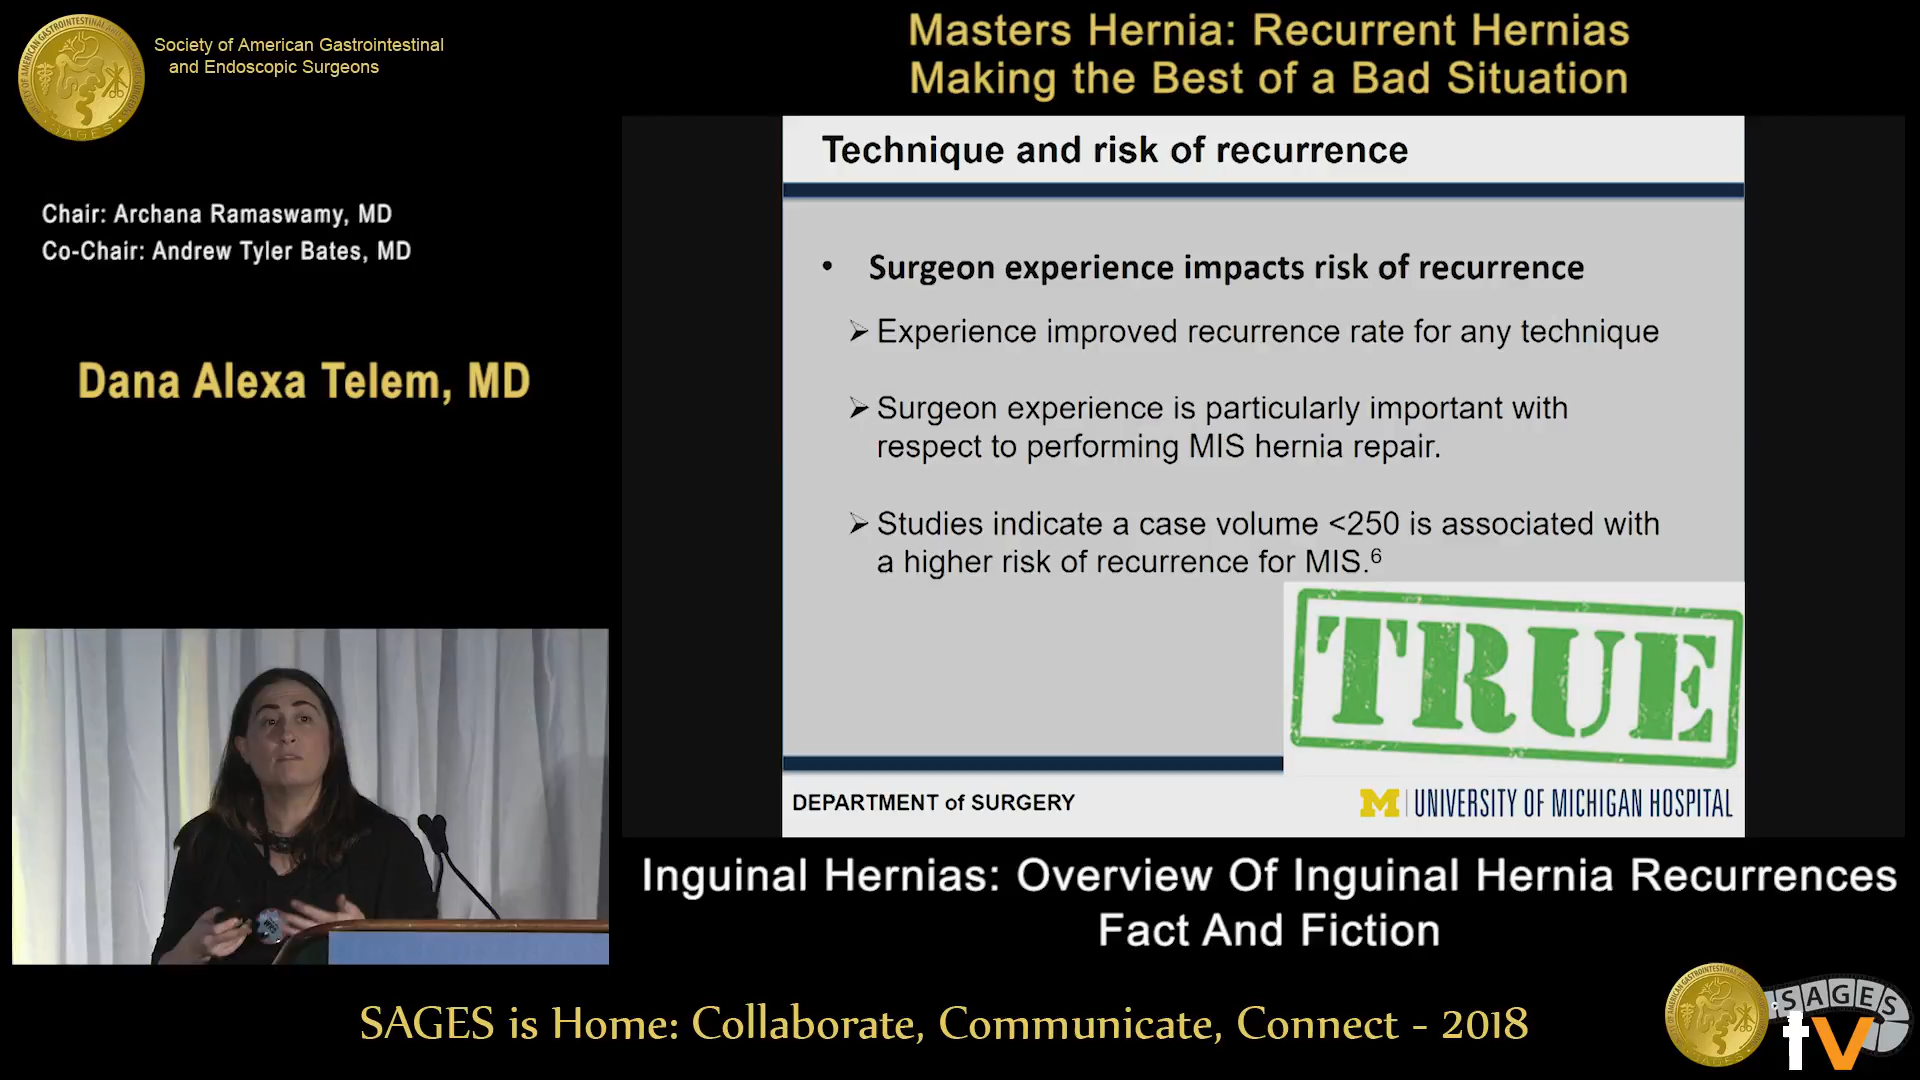 Society of American Gastrointestinal
and Endoscopic Surgeons
Masters Hernia: Recurrent Hernias
Making the Best of a Bad Situation
Chair: Archana Ramaswamy, MD
Co-Chair: Andrew Tyler Bates, MD
Dana Alexa Telem, MD
Technique and risk of recurrence
• Surgeon experience impacts risk of recurrence
➢ Experience improved recurrence rate for any technique
➢ Surgeon experience is particularly important with
respect to performing MIS hernia repair.
➢ Studies indicate a case volume <250 is associated with
a higher risk of recurrence for MIS.⁶
TRUE
DEPARTMENT of SURGERY
M | UNIVERSITY OF MICHIGAN HOSPITAL
Inguinal Hernias: Overview Of Inguinal Hernia Recurrences
Fact And Fiction
SAGES is Home: Collaborate, Communicate, Connect - 2018
SAGES
tv